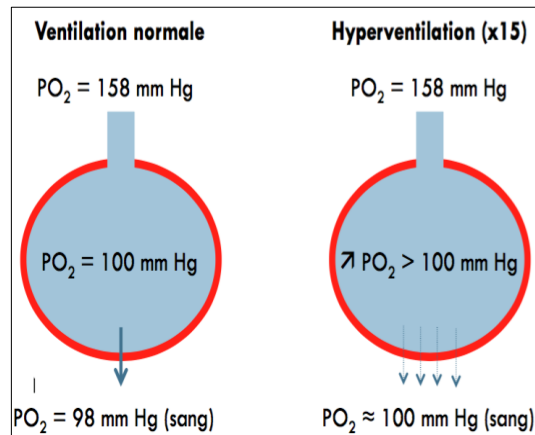 Ventilation normale
PO₂ = 158 mm Hg
PO₂ = 100 mm Hg
PO₂ = 98 mm Hg (sang)
Hyperventilation (x15)
PO₂ = 158 mm Hg
↗ PO₂ > 100 mm Hg
PO₂ ≈ 100 mm Hg (sang)